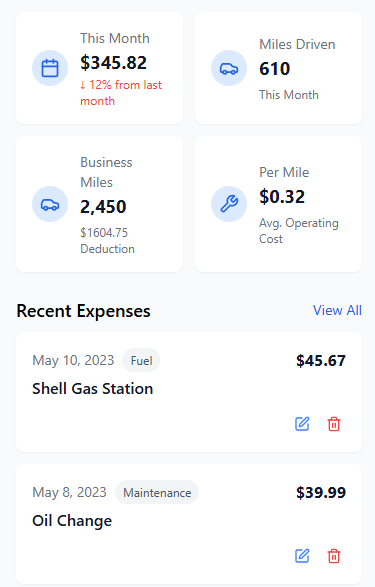 This Month
$345.82
↓ 12% from last
month
Miles Driven
610
This Month
Business
Miles
2,450
$1604.75
Deduction
Per Mile
$0.32
Avg. Operating
Cost
Recent Expenses
View All
May 10, 2023
Fuel
$45.67
Shell Gas Station
May 8, 2023
Maintenance
$39.99
Oil Change